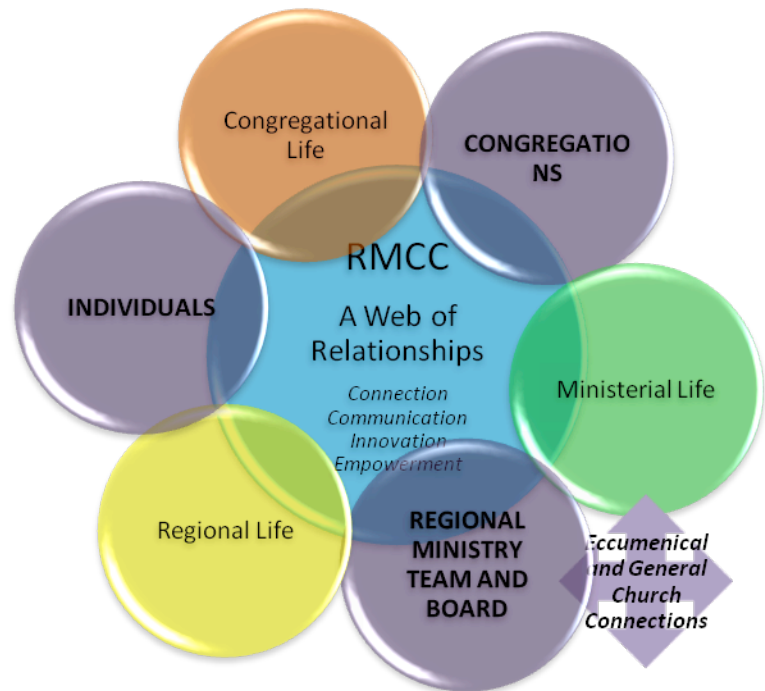 Congregational
Life
CONGREGATIO
NS
RMCC
A Web of
Relationships
Connection
Communication
Innovation
Empowerment
INDIVIDUALS
Ministerial Life
Regional Life
REGIONAL
MINISTRY
TEAM AND
BOARD
Eccumenical
and General
Church
Connections